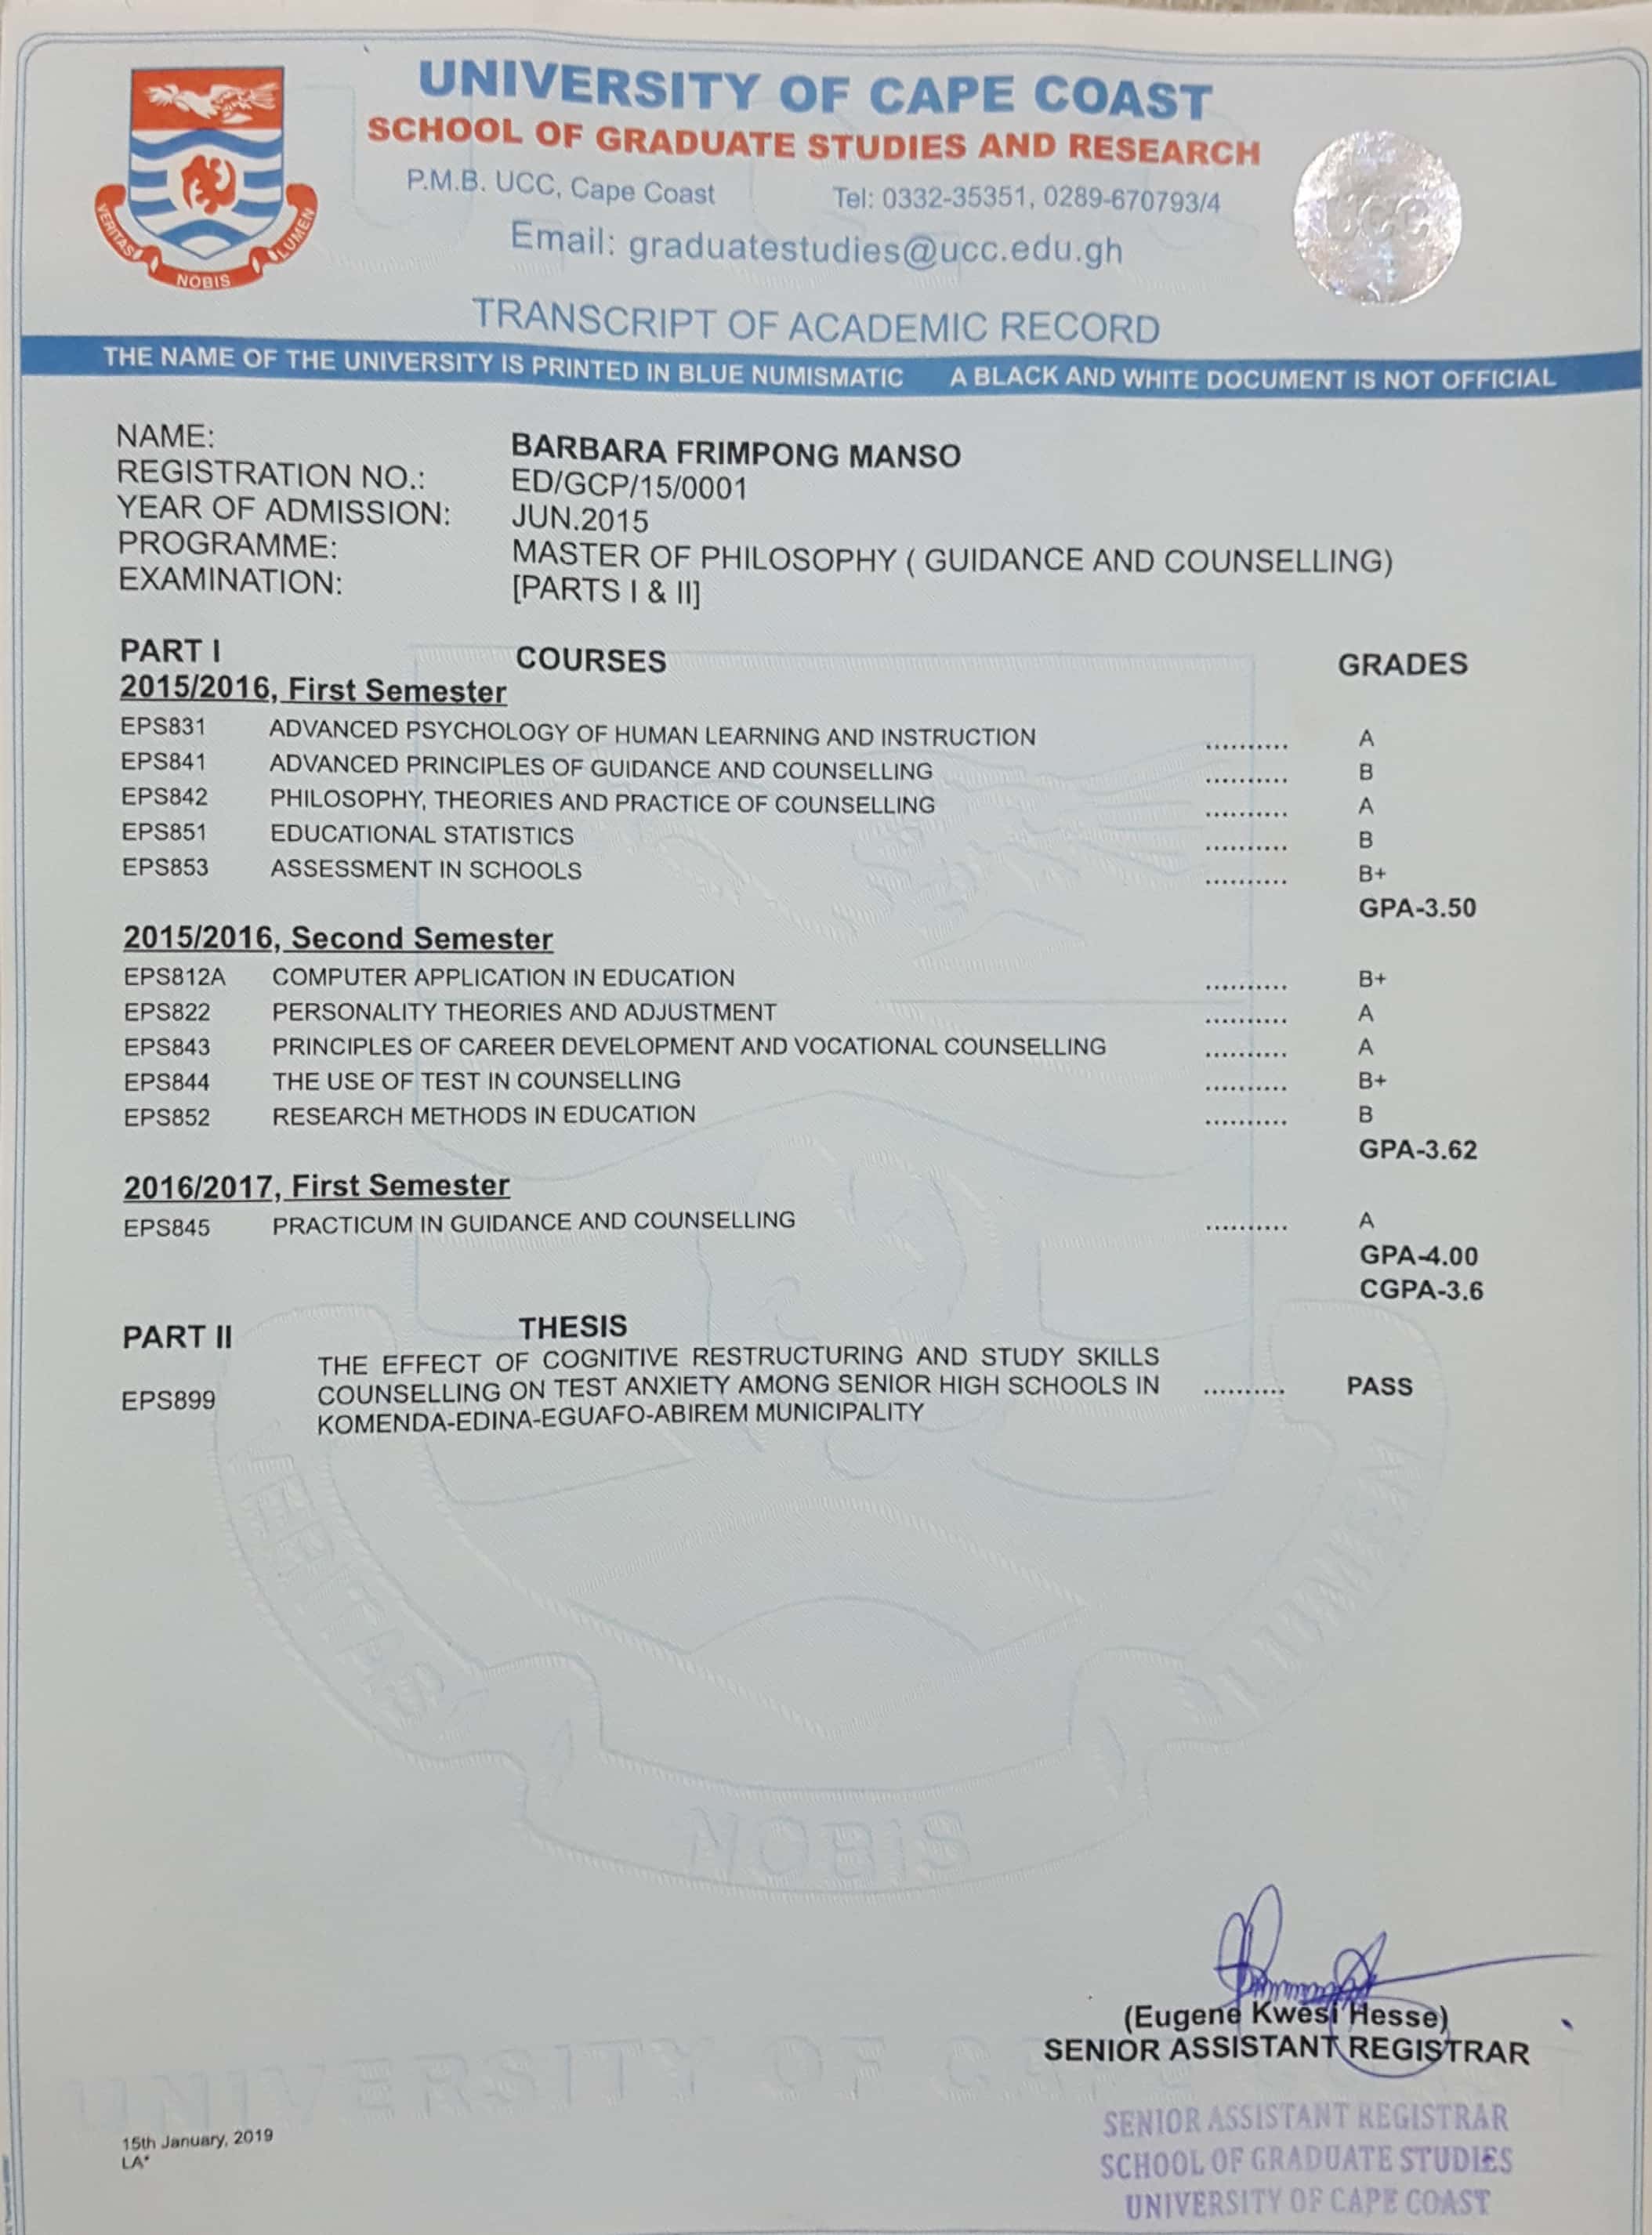 UNIVERSITY OF CAPE COAST
SCHOOL OF GRADUATE STUDIES AND RESEARCH
P.M.B. UCC, Cape Coast Tel: 0332-35351, 0289-670793/4
Email: graduatestudies@ucc.edu.gh
VERITAS NOBIS LUMEN
UCC
TRANSCRIPT OF ACADEMIC RECORD
THE NAME OF THE UNIVERSITY IS PRINTED IN BLUE NUMISMATIC A BLACK AND WHITE DOCUMENT IS NOT OFFICIAL
NAME: BARBARA FRIMPONG MANSO
REGISTRATION NO.: ED/GCP/15/0001
YEAR OF ADMISSION: JUN.2015
PROGRAMME: MASTER OF PHILOSOPHY ( GUIDANCE AND COUNSELLING)
EXAMINATION: [PARTS I & II]
PART I COURSES GRADES
2015/2016, First Semester
EPS831 ADVANCED PSYCHOLOGY OF HUMAN LEARNING AND INSTRUCTION .......... A
EPS841 ADVANCED PRINCIPLES OF GUIDANCE AND COUNSELLING .......... B
EPS842 PHILOSOPHY, THEORIES AND PRACTICE OF COUNSELLING .......... A
EPS851 EDUCATIONAL STATISTICS .......... B
EPS853 ASSESSMENT IN SCHOOLS .......... B+
GPA-3.50
2015/2016, Second Semester
EPS812A COMPUTER APPLICATION IN EDUCATION .......... B+
EPS822 PERSONALITY THEORIES AND ADJUSTMENT .......... A
EPS843 PRINCIPLES OF CAREER DEVELOPMENT AND VOCATIONAL COUNSELLING .......... A
EPS844 THE USE OF TEST IN COUNSELLING .......... B+
EPS852 RESEARCH METHODS IN EDUCATION .......... B
GPA-3.62
2016/2017, First Semester
EPS845 PRACTICUM IN GUIDANCE AND COUNSELLING .......... A
GPA-4.00
CGPA-3.6
PART II THESIS
THE EFFECT OF COGNITIVE RESTRUCTURING AND STUDY SKILLS
EPS899 COUNSELLING ON TEST ANXIETY AMONG SENIOR HIGH SCHOOLS IN .......... PASS
KOMENDA-EDINA-EGUAFO-ABIREM MUNICIPALITY
VERITAS NOBIS LUMEN
(Eugene Kwesi Hesse)
SENIOR ASSISTANT REGISTRAR
UNIVERSITY OF CAPE COAST
SENIOR ASSISTANT REGISTRAR
SCHOOL OF GRADUATE STUDIES
UNIVERSITY OF CAPE COAST
15th January, 2019
LA*